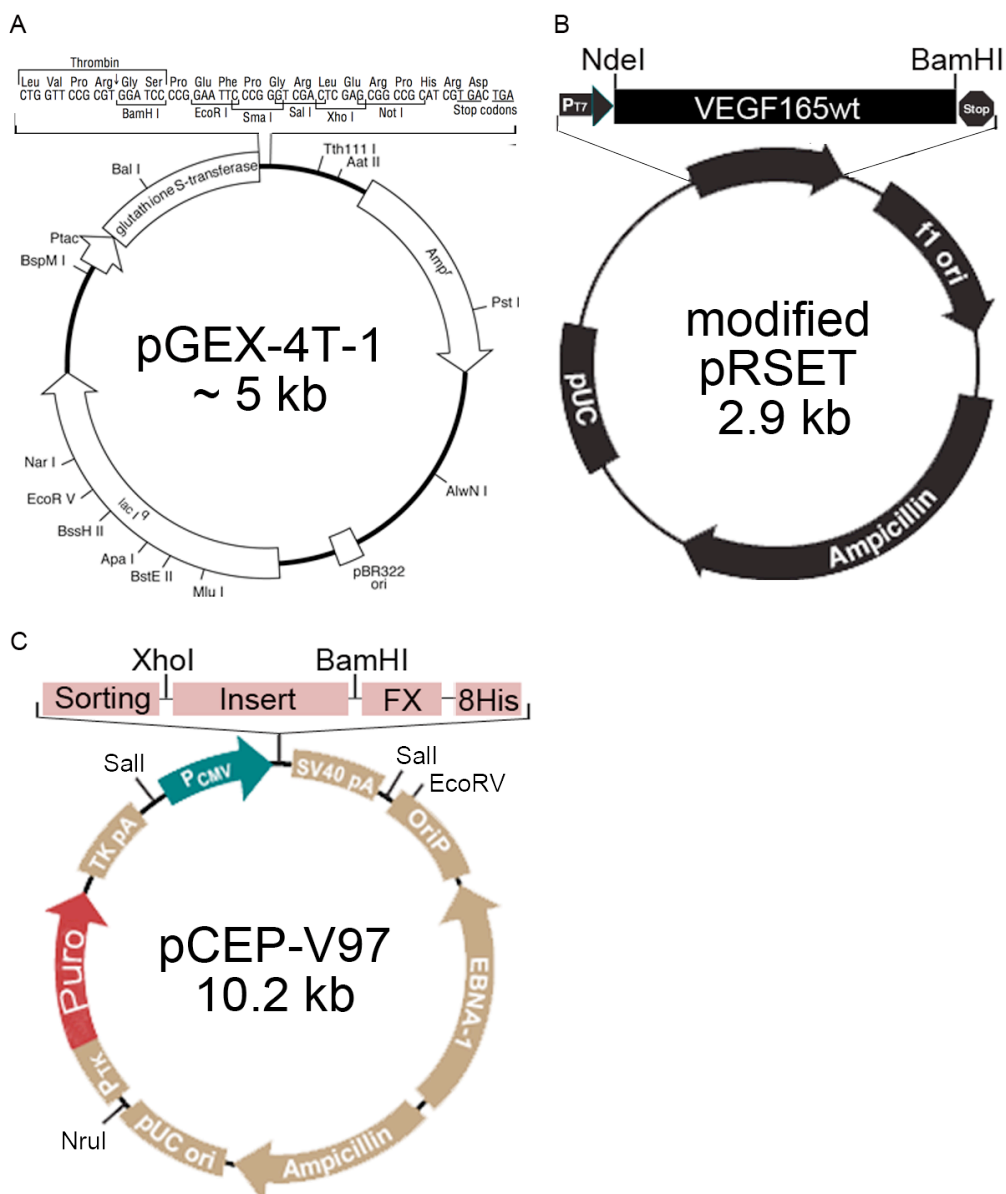 A
Thrombin
Leu Val Pro Arg↓Gly Ser Pro Glu Phe Pro Gly Arg Leu Glu Arg Pro His Arg Asp
CTG GTT CCG CGT GGA TCC CCG GAA TTC CCG GGT CGA CTC GAG CGG CCG CAT CGT GAC TGA
BamH I EcoR I Sma I Sal I Xho I Not I Stop codons
Tth111 I
Aat II
Bal I
glutathione S-transferase
Ptac
BspM I
Ampr
Pst I
pGEX-4T-1
~ 5 kb
Nar I
EcoR V
BssH II
Apa I
BstE II
Mlu I
lac Iq
AlwN I
pBR322
ori
B
NdeI BamHI
PT7 VEGF165wt Stop
f1 ori
modified
pRSET
2.9 kb
pUC
Ampicillin
C
XhoI BamHI
Sorting Insert FX 8His
SalI PCMV SV40 pA SalI
EcoRV
TK pA OriP
pCEP-V97
10.2 kb
Puro
EBNA-1
PTK
NruI
pUC ori
Ampicillin